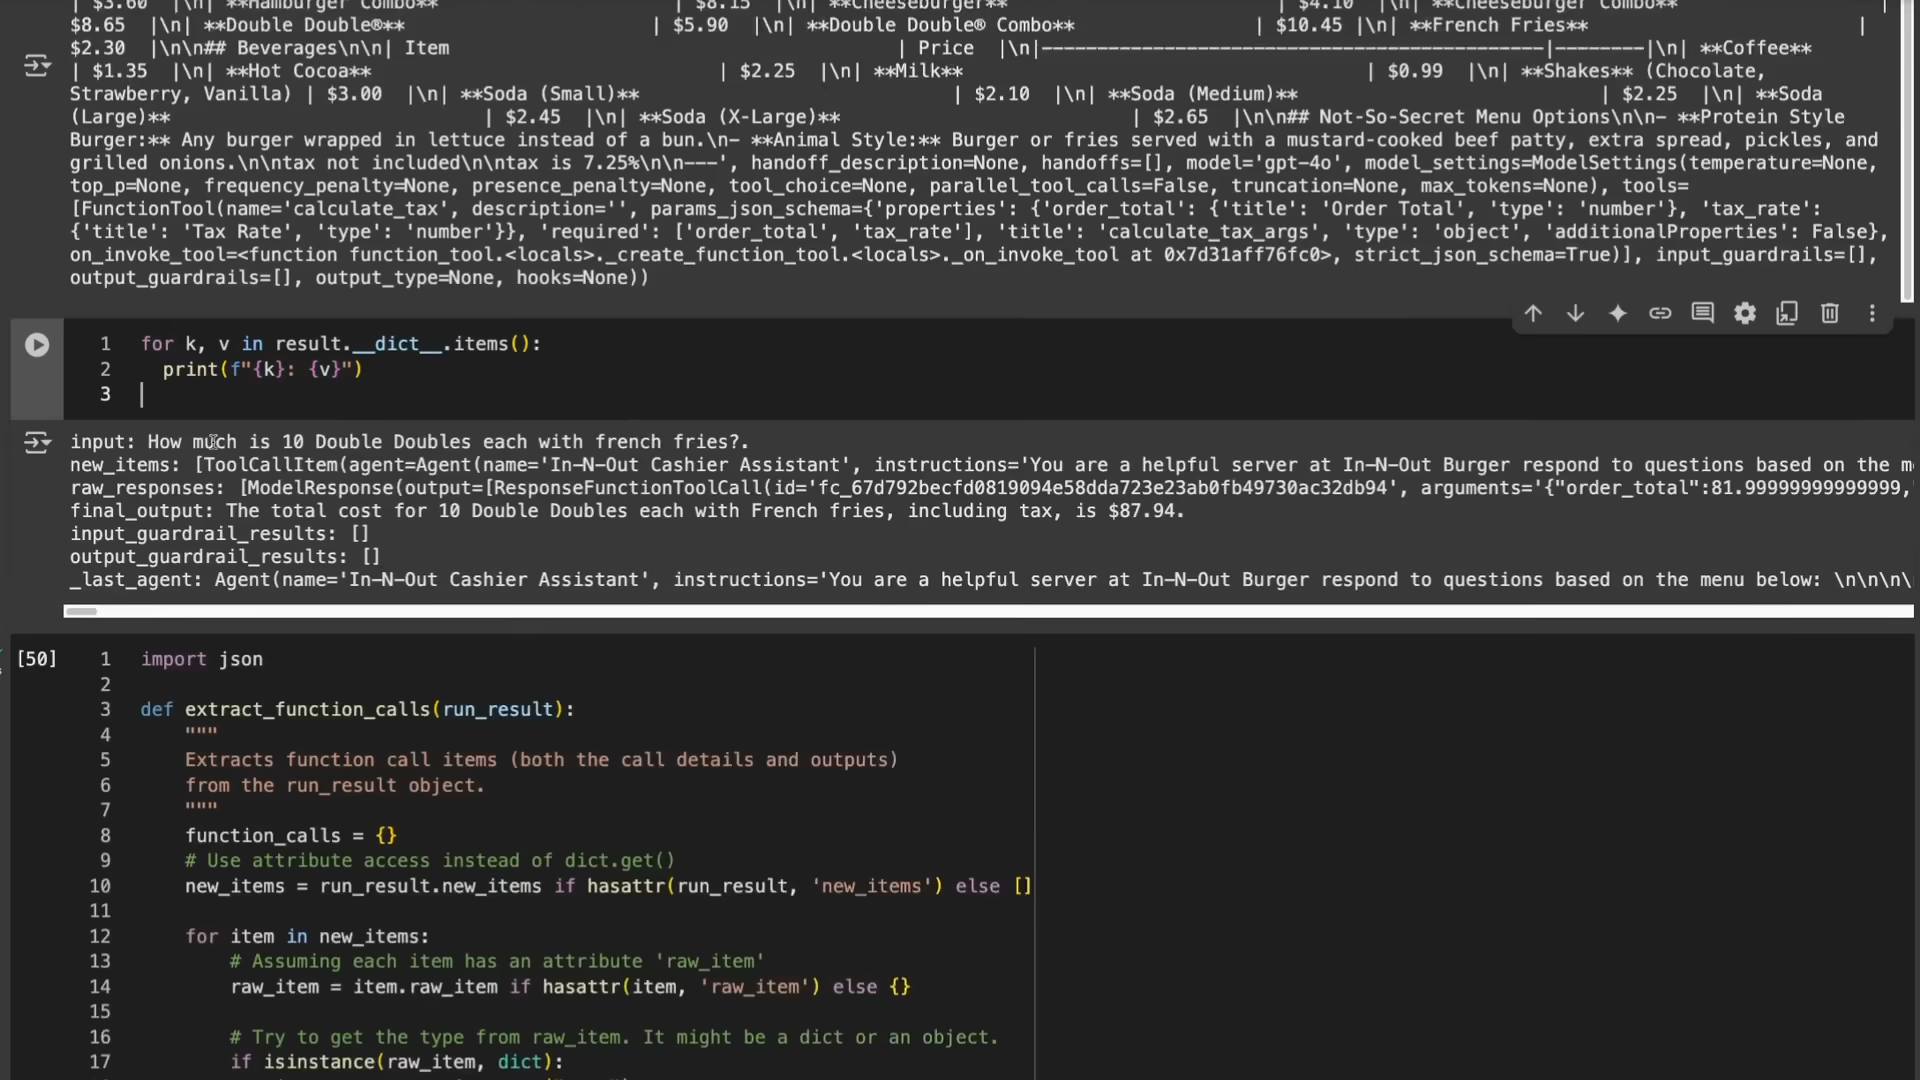 | $3.60 |\n| **Hamburger Combo** | $8.15 |\n| **Cheeseburger** | $4.10 |\n| **Cheeseburger Combo**
$8.65 |\n| **Double Double®** | $5.90 |\n| **Double Double® Combo** | $10.45 |\n| **French Fries** |
$2.30 |\n\n## Beverages\n\n| Item | Price |\n|---------------------------------------------|--------|\n| **Coffee**
| $1.35 |\n| **Hot Cocoa** | $2.25 |\n| **Milk** | $0.99 |\n| **Shakes** (Chocolate,
Strawberry, Vanilla) | $3.00 |\n| **Soda (Small)** | $2.10 |\n| **Soda (Medium)** | $2.25 |\n| **Soda
(Large)** | $2.45 |\n| **Soda (X-Large)** | $2.65 |\n\n## Not-So-Secret Menu Options\n\n- **Protein Style
Burger:** Any burger wrapped in lettuce instead of a bun.\n- **Animal Style:** Burger or fries served with a mustard-cooked beef patty, extra spread, pickles, and
grilled onions.\n\ntax not included\n\ntax is 7.25%\n\n---', handoff_description=None, handoffs=[], model='gpt-4o', model_settings=ModelSettings(temperature=None,
top_p=None, frequency_penalty=None, presence_penalty=None, tool_choice=None, parallel_tool_calls=False, truncation=None, max_tokens=None), tools=
[FunctionTool(name='calculate_tax', description='', params_json_schema={'properties': {'order_total': {'title': 'Order Total', 'type': 'number'}, 'tax_rate':
{'title': 'Tax Rate', 'type': 'number'}}, 'required': ['order_total', 'tax_rate'], 'title': 'calculate_tax_args', 'type': 'object', 'additionalProperties': False},
on_invoke_tool=<function function_tool.<locals>._create_function_tool.<locals>._on_invoke_tool at 0x7d31aff76fc0>, strict_json_schema=True)], input_guardrails=[],
output_guardrails=[], output_type=None, hooks=None))
1 for k, v in result.__dict__.items():
2 print(f"{k}: {v}")
3
input: How much is 10 Double Doubles each with french fries?.
new_items: [ToolCallItem(agent=Agent(name='In-N-Out Cashier Assistant', instructions='You are a helpful server at In-N-Out Burger respond to questions based on the m
raw_responses: [ModelResponse(output=[ResponseFunctionToolCall(id='fc_67d792becfd0819094e58dda723e23ab0fb49730ac32db94', arguments='{"order_total":81.99999999999999,"
final_output: The total cost for 10 Double Doubles each with French fries, including tax, is $87.94.
input_guardrail_results: []
output_guardrail_results: []
_last_agent: Agent(name='In-N-Out Cashier Assistant', instructions='You are a helpful server at In-N-Out Burger respond to questions based on the menu below: \n\n\n\
[50] 1 import json
2
3 def extract_function_calls(run_result):
4 """
5 Extracts function call items (both the call details and outputs)
6 from the run_result object.
7 """
8 function_calls = {}
9 # Use attribute access instead of dict.get()
10 new_items = run_result.new_items if hasattr(run_result, 'new_items') else []
11
12 for item in new_items:
13 # Assuming each item has an attribute 'raw_item'
14 raw_item = item.raw_item if hasattr(item, 'raw_item') else {}
15
16 # Try to get the type from raw_item. It might be a dict or an object.
17 if isinstance(raw_item, dict):